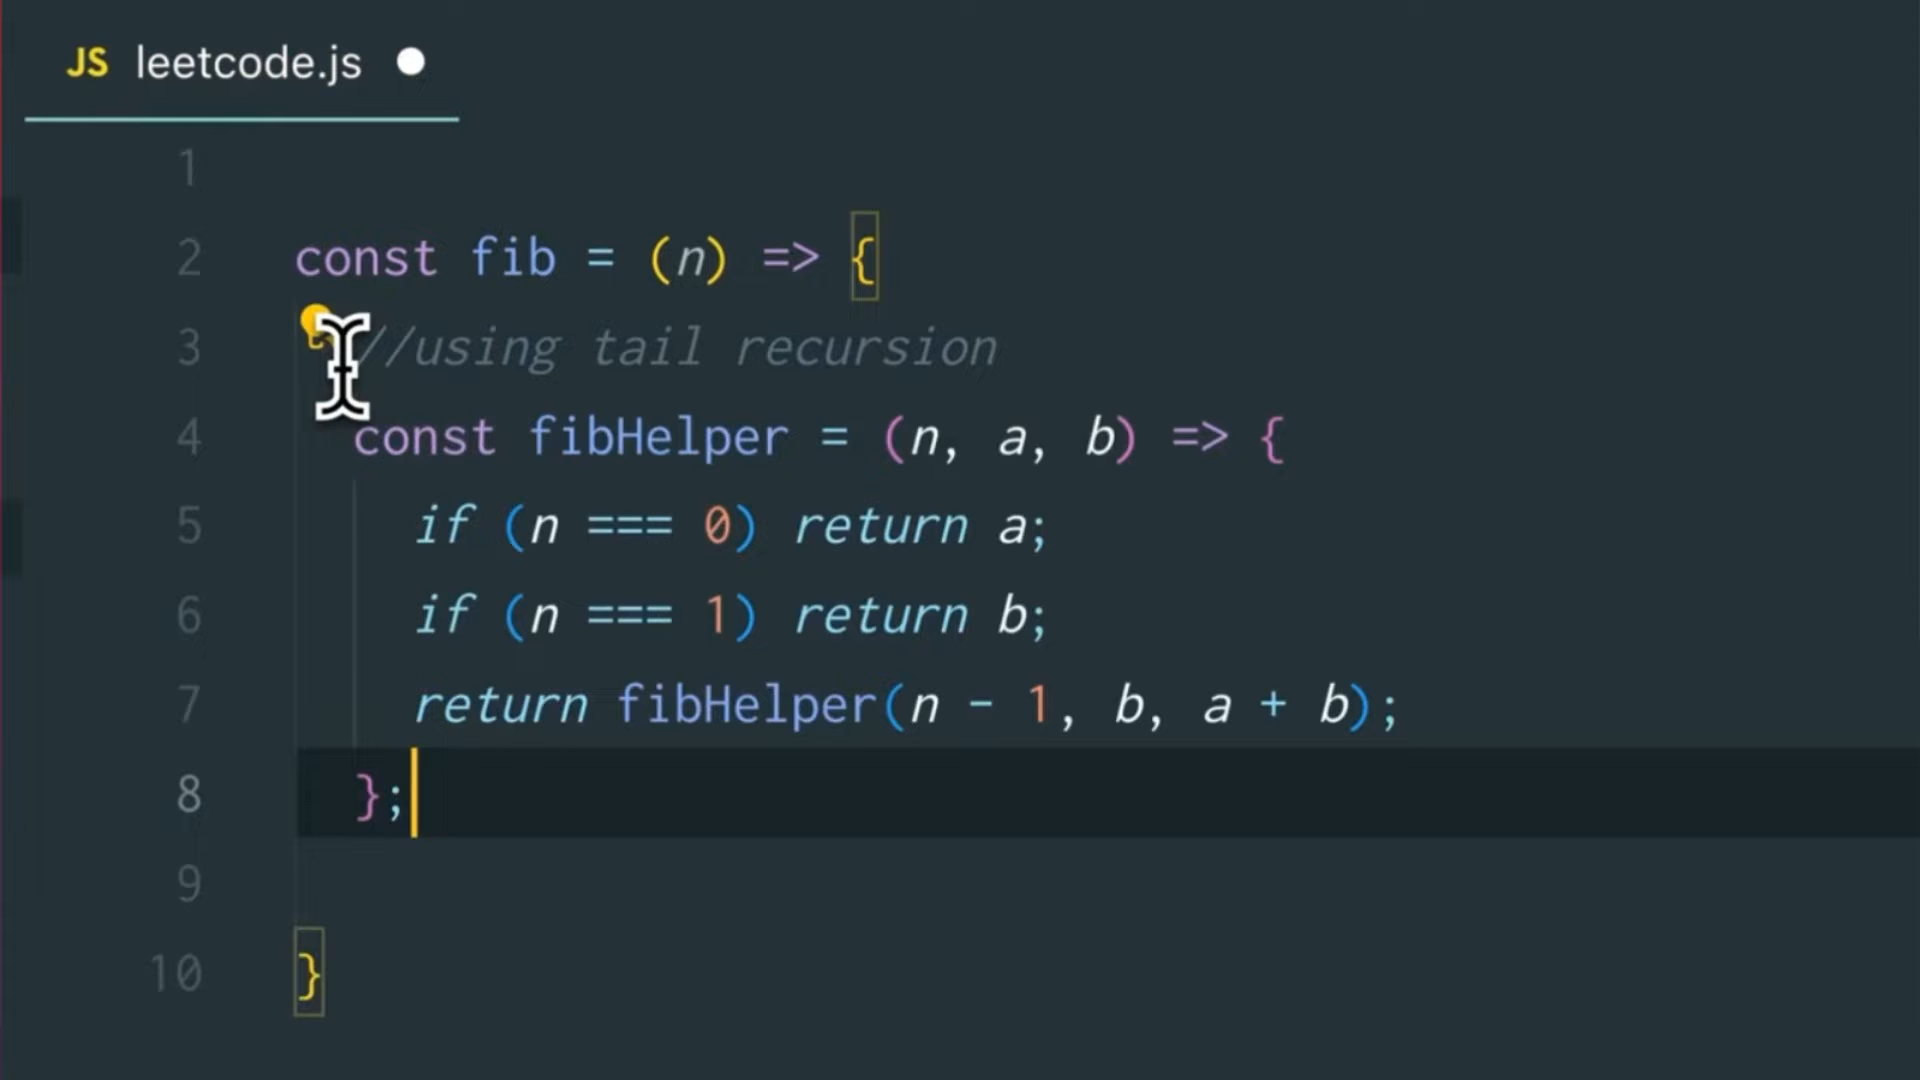 JS leetcode.js
1
2 const fib = (n) => {
3 //using tail recursion
4 const fibHelper = (n, a, b) => {
5 if (n === 0) return a;
6 if (n === 1) return b;
7 return fibHelper(n - 1, b, a + b);
8 };
9
10 }